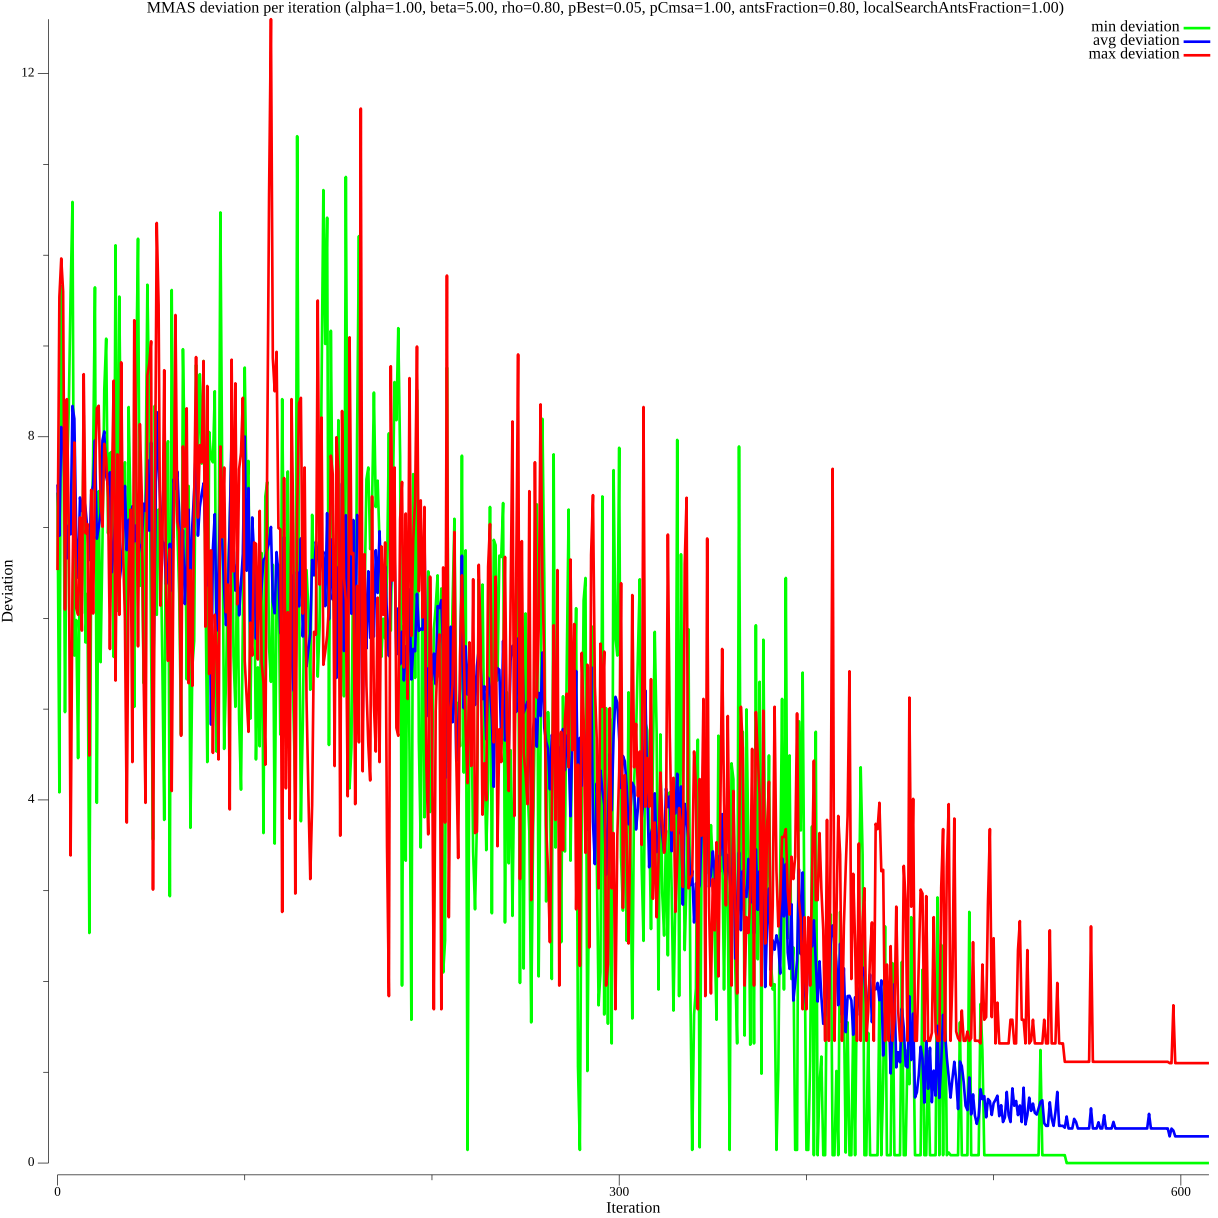 MMAS deviation per iteration (alpha=1.00, beta=5.00, rho=0.80, pBest=0.05, pCmsa=1.00, antsFraction=0.80, localSearchAntsFraction=1.00)
min deviation
avg deviation
max deviation
12
8
4
0
Deviation
0
300
600
Iteration